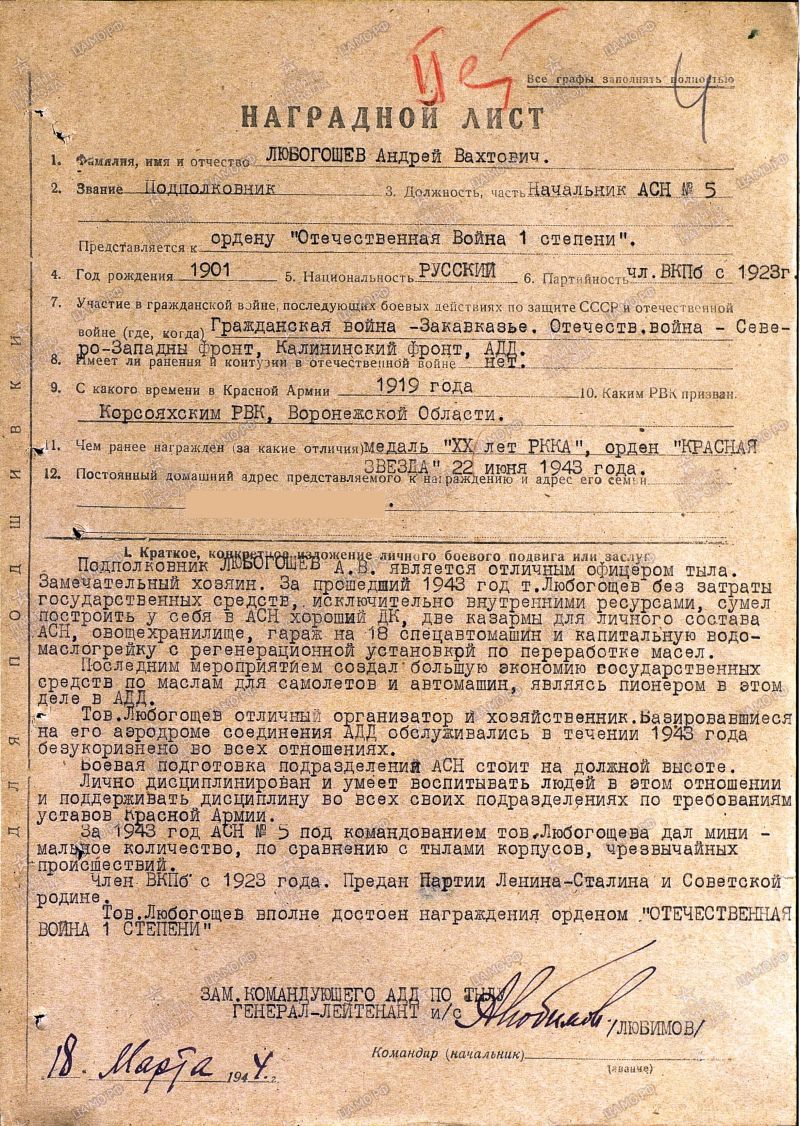 Все графы заполнять полностью
4
НАГРАДНОЙ ЛИСТ
1. Фамилия, имя и отчество ЛЮБОГОШЕВ Андрей Вахтович.
2. Звание Подполковник 3. Должность, часть Начальник АСН № 5
Представляется к ордену "Отечественная Война 1 степени".
4. Год рождения 1901 5. Национальность РУССКИЙ 6. Партийность чл.ВКПб с 1923г.
7. Участие в гражданской войне, последующих боевых действиях по защите СССР и отечественной
войне (где, когда) Гражданская война -Закавказье. Отечеств.война - Севе-
ро-Западны фронт, Калининский фронт, АДД.
8. Имеет ли ранения и контузии в отечественной войне нет.
9. С какого времени в Красной Армии 1919 года 10. Каким РВК призван.
Корсояхским РВК, Воронежской Области.
11. Чем ранее награжден (за какие отличия) медаль "ХХ лет РККА", орден "КРАСНАЯ
ЗВЕЗДА" 22 июня 1943 года.
12. Постоянный домашний адрес представляемого к награждению и адрес его семьи
I. Краткое, конкретное изложение личного боевого подвига или заслуг
Подполковник ЛЮБОГОЩЕВ А.В. является отличным офицером тыла.
Замечательный хозяин. За прошедший 1943 год т.Любогощев без затраты
государственных средств, исключительно внутренними ресурсами, сумел
построить у себя в АСН хороший ДК, две казармы для личного состава
АСН, овощехранилище, гараж на 18 спецавтомашин и капитальную водо-
маслогрейку с регенерационной установкой по переработке масел.
Последним мероприятием создал большую экономию государственных
средств по маслам для самолетов и автомашин, являясь пионером в этом
деле в АДД.
Тов.Любогощев отличный организатор и хозяйственник.Базировавшиеся
на его аэродроме соединения АДД обслуживались в течении 1943 года
безукоризнено во всех отношениях.
Боевая подготовка подразделений АСН стоит на должной высоте.
Лично дисциплинирован и умеет воспитывать людей в этом отношении
и поддерживать дисциплину во всех своих подразделениях по требованиям
уставов Красной Армии.
За 1943 год АСН № 5 под командованием тов.Любогощева дал мини -
мальное количество, по сравнению с тылами корпусов, чрезвычайных
происшествий.
Член ВКПб с 1923 года. Предан Партии Ленина-Сталина и Советской
родине.
Тов.Любогощев вполне достоен награждения орденом "ОТЕЧЕСТВЕННАЯ
ВОЙНА 1 СТЕПЕНИ"
ЗАМ.КОМАНДУЮЩЕГО АДД ПО ТЫЛУ
ГЕНЕРАЛ-ЛЕЙТЕНАНТ и/с /ЛЮБИМОВ/
Командир (начальник)
(звание)
18. Марта 1944.г.
ДЛЯ ПОДШИВКИ
ЦАМО.РФ